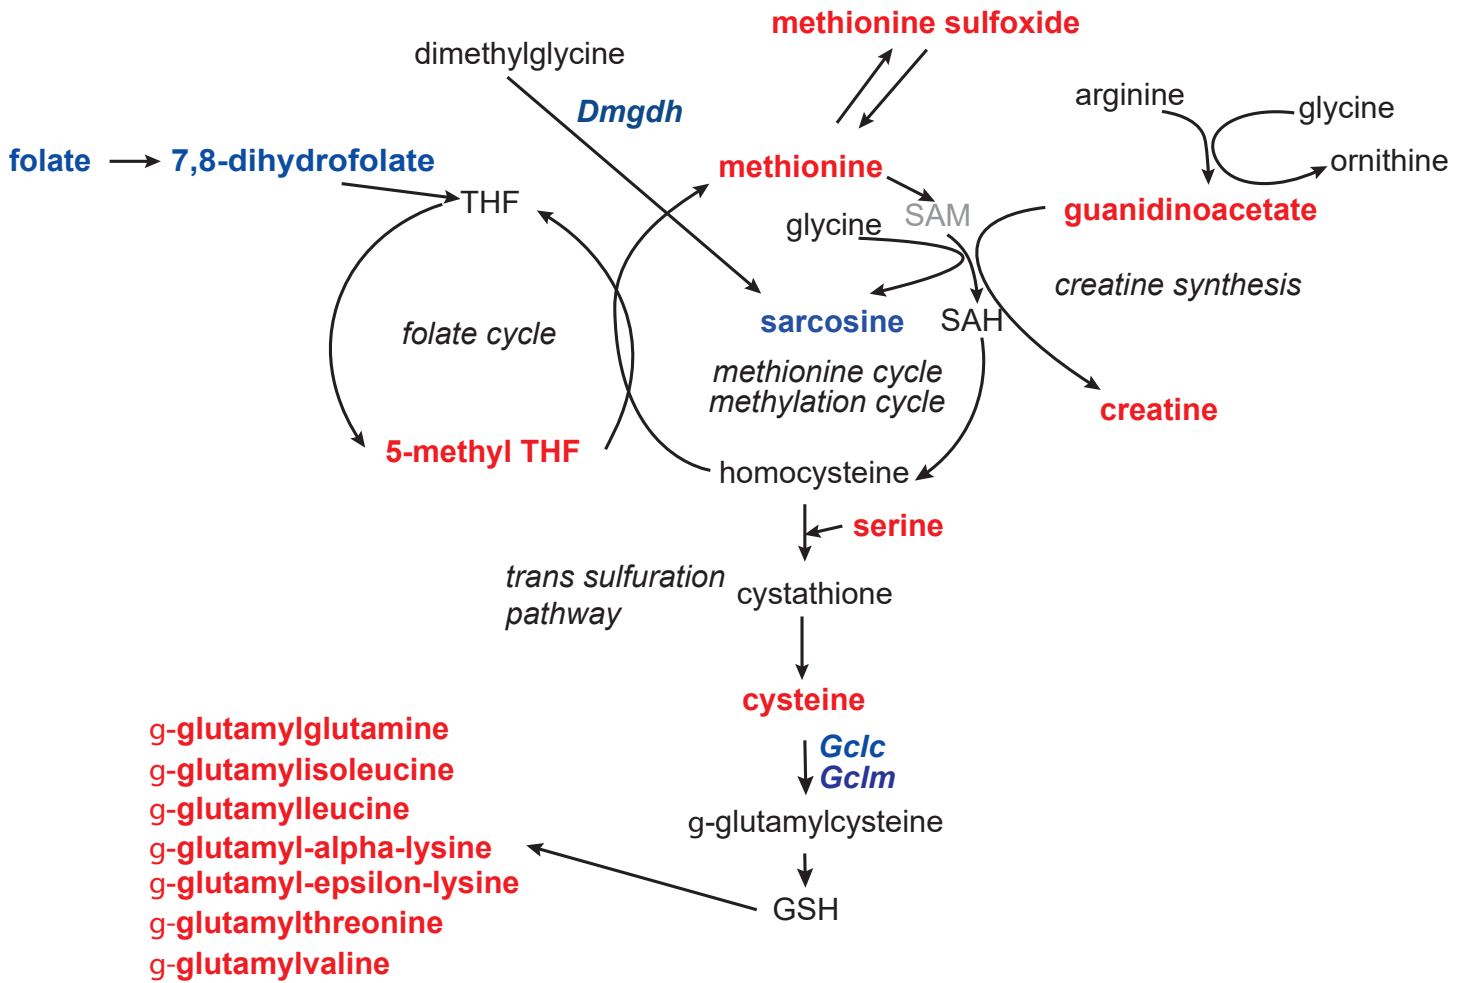 methionine sulfoxide
dimethylglycine
arginine
glycine
Dmgdh
folate
7,8-dihydrofolate
methionine
ornithine
THF
SAM
guanidinoacetate
glycine
creatine synthesis
sarcosine
SAH
folate cycle
methionine cycle
methylation cycle
creatine
5-methyl THF
homocysteine
serine
trans sulfuration
pathway
cystathione
cysteine
g-glutamylglutamine
Gclc
g-glutamylisoleucine
Gclm
g-glutamylleucine
g-glutamylcysteine
g-glutamyl-alpha-lysine
g-glutamyl-epsilon-lysine
GSH
g-glutamylthreonine
g-glutamylvaline